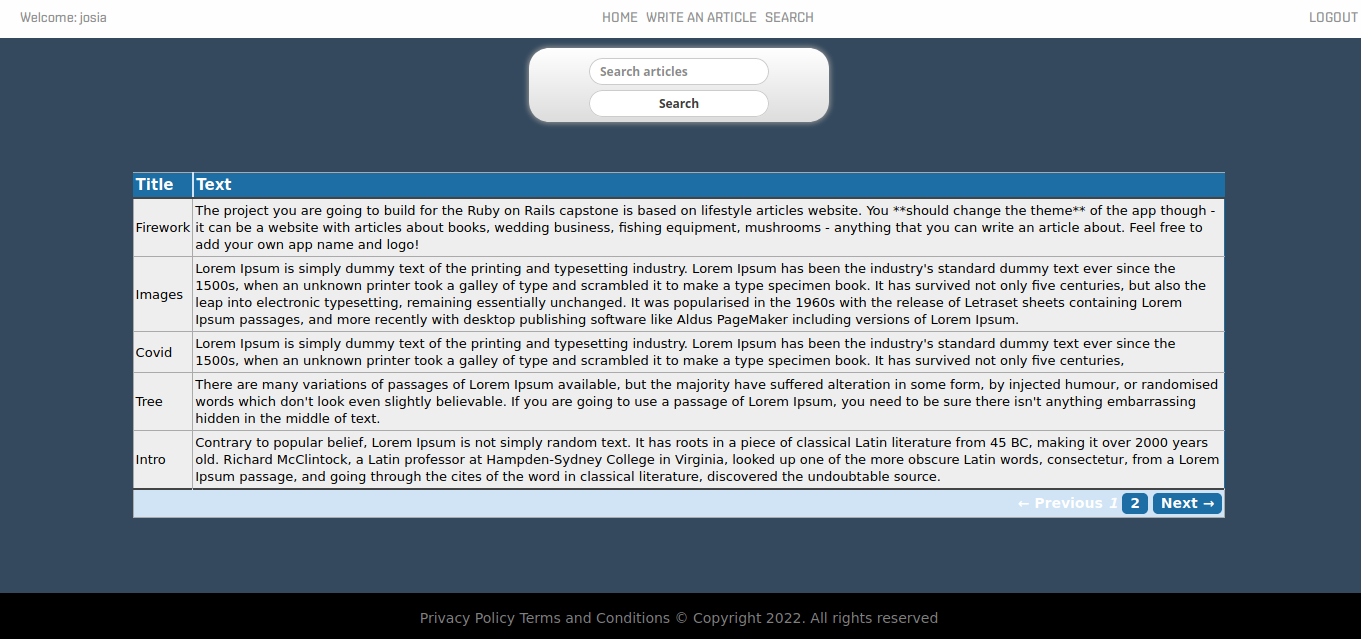 Welcome: josia HOME WRITE AN ARTICLE SEARCH LOGOUT
Search articles
Search
Title Text
Firework
The project you are going to build for the Ruby on Rails capstone is based on lifestyle articles website. You **should change the theme** of the app though -
it can be a website with articles about books, wedding business, fishing equipment, mushrooms - anything that you can write an article about. Feel free to
add your own app name and logo!
Images
Lorem Ipsum is simply dummy text of the printing and typesetting industry. Lorem Ipsum has been the industry's standard dummy text ever since the
1500s, when an unknown printer took a galley of type and scrambled it to make a type specimen book. It has survived not only five centuries, but also the
leap into electronic typesetting, remaining essentially unchanged. It was popularised in the 1960s with the release of Letraset sheets containing Lorem
Ipsum passages, and more recently with desktop publishing software like Aldus PageMaker including versions of Lorem Ipsum.
Covid
Lorem Ipsum is simply dummy text of the printing and typesetting industry. Lorem Ipsum has been the industry's standard dummy text ever since the
1500s, when an unknown printer took a galley of type and scrambled it to make a type specimen book. It has survived not only five centuries,
Tree
There are many variations of passages of Lorem Ipsum available, but the majority have suffered alteration in some form, by injected humour, or randomised
words which don't look even slightly believable. If you are going to use a passage of Lorem Ipsum, you need to be sure there isn't anything embarrassing
hidden in the middle of text.
Intro
Contrary to popular belief, Lorem Ipsum is not simply random text. It has roots in a piece of classical Latin literature from 45 BC, making it over 2000 years
old. Richard McClintock, a Latin professor at Hampden-Sydney College in Virginia, looked up one of the more obscure Latin words, consectetur, from a Lorem
Ipsum passage, and going through the cites of the word in classical literature, discovered the undoubtable source.
← Previous 1 2 Next →
Privacy Policy Terms and Conditions © Copyright 2022. All rights reserved